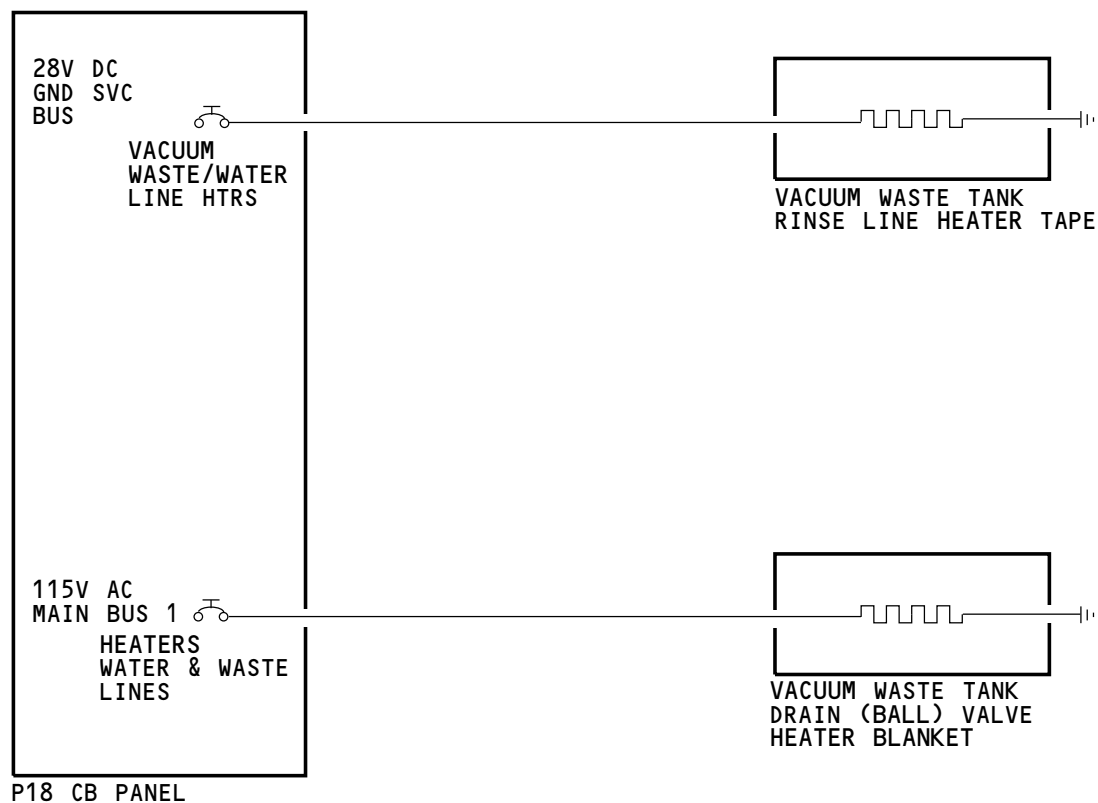 28V DC
GND SVC
BUS
VACUUM
WASTE/WATER
LINE HTRS
VACUUM WASTE TANK
RINSE LINE HEATER TAPE
115V AC
MAIN BUS 1
HEATERS
WATER & WASTE
LINES
VACUUM WASTE TANK
DRAIN (BALL) VALVE
HEATER BLANKET
P18 CB PANEL